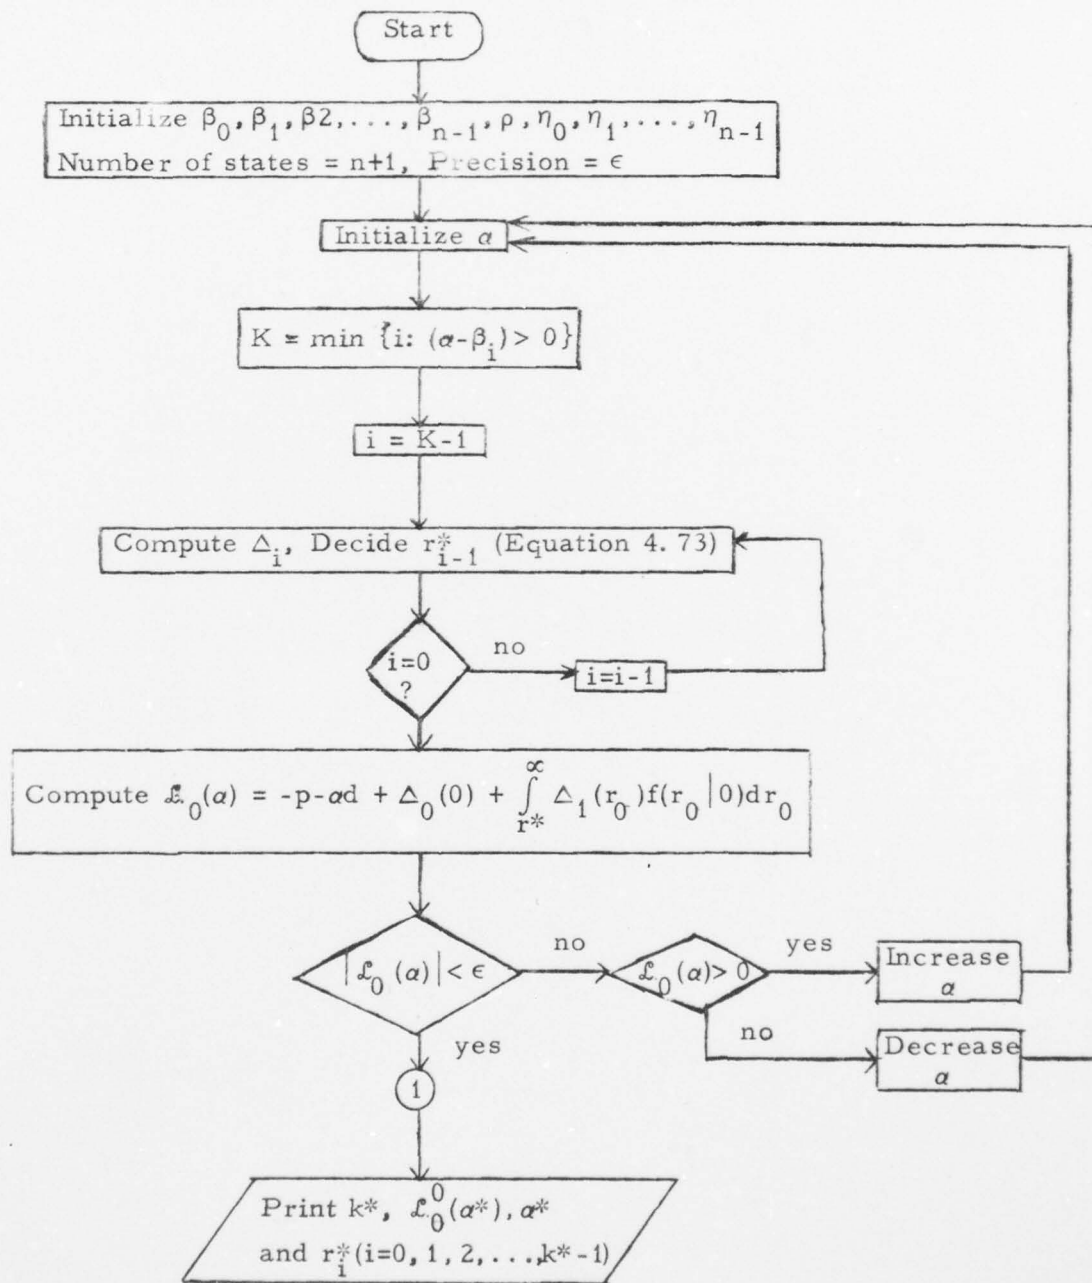 Start
Initialize β₀, β₁, β2, ..., βₙ₋₁, ρ, η₀, η₁, ..., ηₙ₋₁
Number of states = n+1, Precision = ϵ
Initialize α
K = min {i: (α-βᵢ) > 0}
i = K-1
Compute Δᵢ, Decide r*ᵢ₋₁ (Equation 4.73)
i=0
?
no
i=i-1
Compute ℒ₀(α) = -p-αd + Δ₀(0) + ∫_{r*}^{∝} Δ₁(r₀)f(r₀|0)dr₀
|ℒ₀(α)| < ϵ
no
ℒ₀(α) > 0
yes
Increase
α
no
Decrease
α
yes
1
Print k*, ℒ⁰₀(α*), α*
and r*ᵢ(i=0, 1, 2, ..., k*-1)